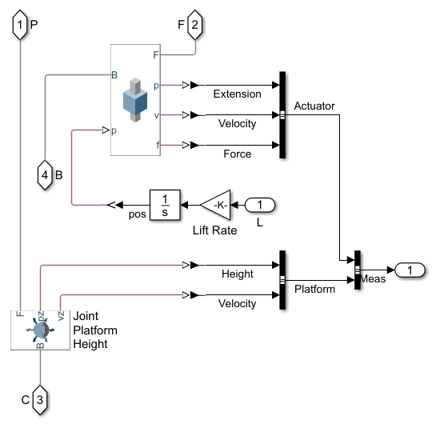 1 P
F 2
F
B
p Extension
Actuator
v Velocity
p
f Force
4 B
pos
1
s
-K-
1
Lift Rate
L
Height
Meas
1
Velocity
Platform
F
pz
vz
B
Joint
Platform
Height
C 3